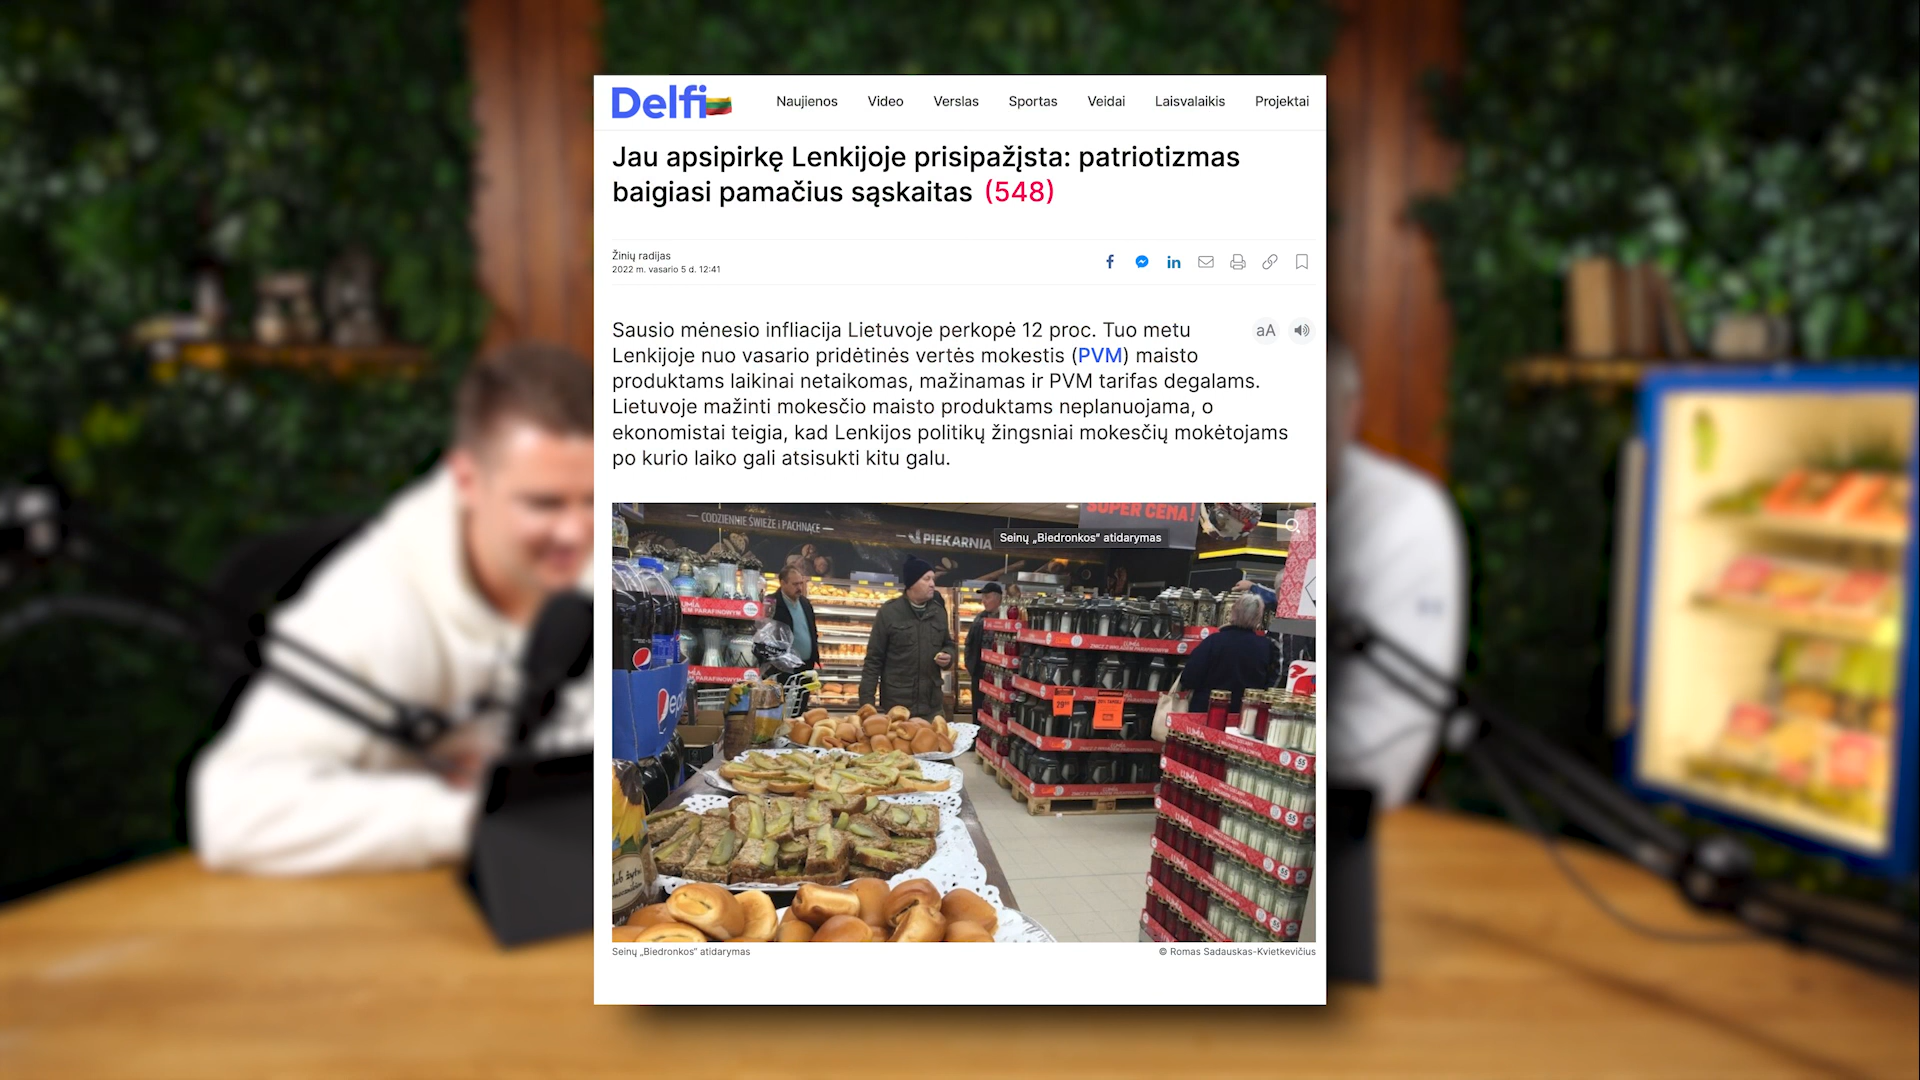 Delfi
Naujienos Video Verslas Sportas Veidai Laisvalaikis Projektai
Jau apsipirkę Lenkijoje prisipažįsta: patriotizmas
baigiasi pamačius sąskaitas (548)
Žinių radijas
2022 m. vasario 5 d. 12:41
Sausio mėnesio infliacija Lietuvoje perkopė 12 proc. Tuo metu
aA
Lenkijoje nuo vasario pridėtinės vertės mokestis (PVM) maisto
produktams laikinai netaikomas, mažinamas ir PVM tarifas degalams.
Lietuvoje mažinti mokesčio maisto produktams neplanuojama, o
ekonomistai teigia, kad Lenkijos politikų žingsniai mokesčių mokėtojams
po kurio laiko gali atsisukti kitu galu.
CODZIENNIE ŚWIEŻE I PACHNĄCE
SUPER CENA!
PIEKARNIA
Seinų „Biedronkos“ atidarymas
LUMIA
pepsi
Seinų „Biedronkos“ atidarymas
© Romas Sadauskas-Kvietkevičius